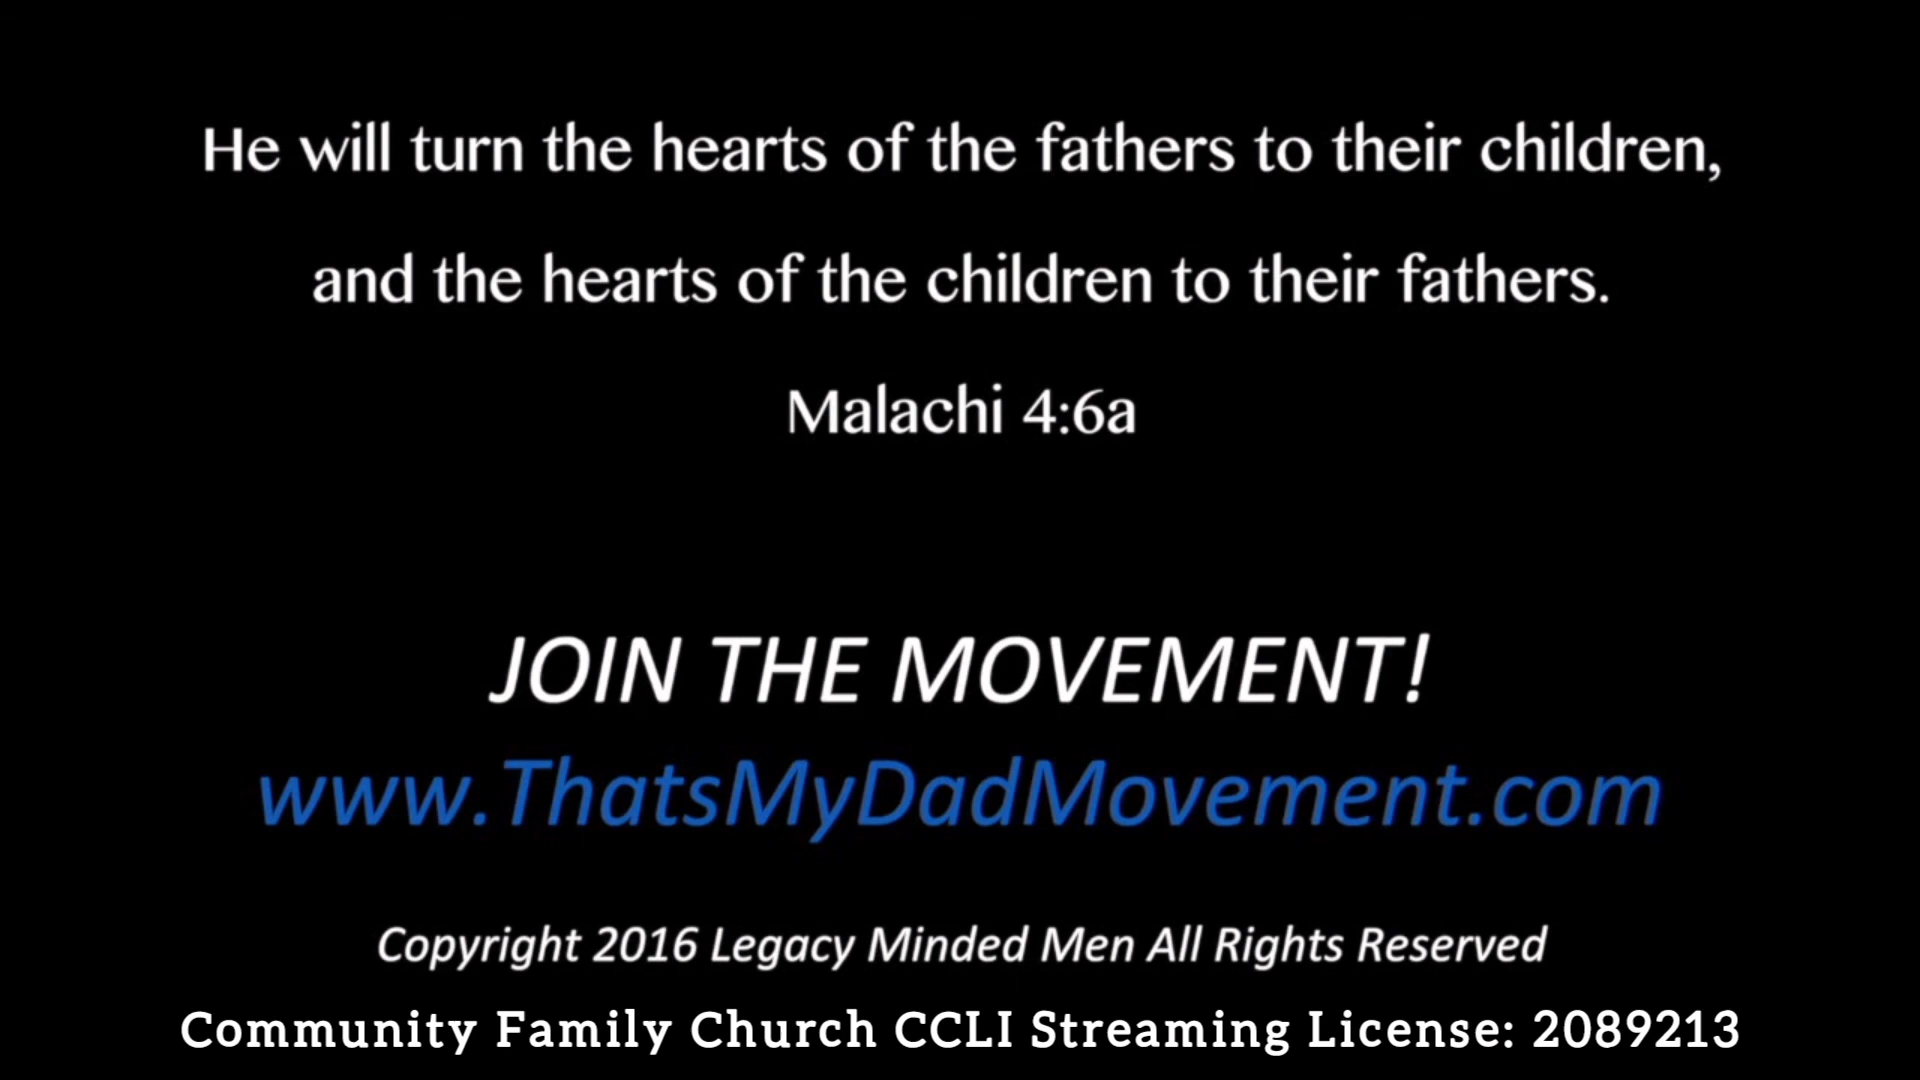 He will turn the hearts of the fathers to their children,
and the hearts of the children to their fathers.
Malachi 4:6a
JOIN THE MOVEMENT!
www.ThatsMyDadMovement.com
Copyright 2016 Legacy Minded Men All Rights Reserved
Community Family Church CCLI Streaming License: 2089213